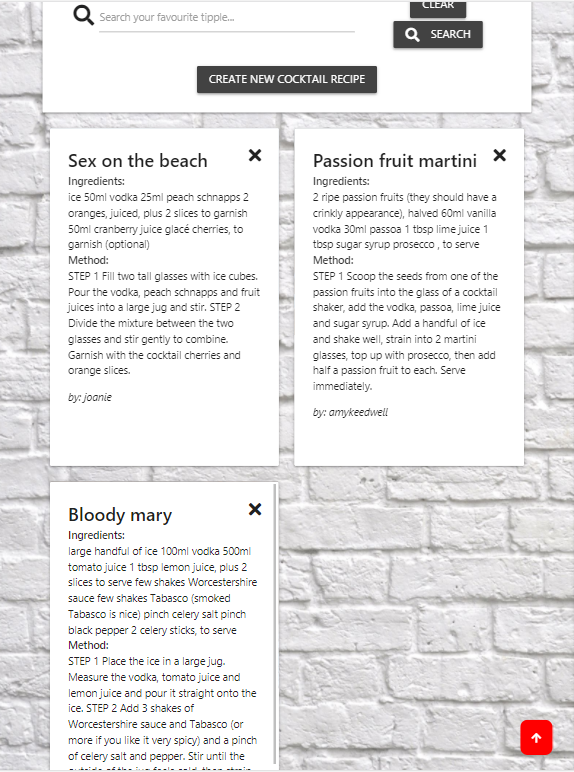 CLEAR
Search your favourite tipple...
SEARCH
CREATE NEW COCKTAIL RECIPE
Sex on the beach
Ingredients:
ice 50ml vodka 25ml peach schnapps 2
oranges, juiced, plus 2 slices to garnish
50ml cranberry juice glacé cherries, to
garnish (optional)
Method:
STEP 1 Fill two tall glasses with ice cubes.
Pour the vodka, peach schnapps and fruit
juices into a large jug and stir. STEP 2
Divide the mixture between the two
glasses and stir gently to combine.
Garnish with the cocktail cherries and
orange slices.
by: joanie
Passion fruit martini
Ingredients:
2 ripe passion fruits (they should have a
crinkly appearance), halved 60ml vanilla
vodka 30ml passoa 1 tbsp lime juice 1
tbsp sugar syrup prosecco , to serve
Method:
STEP 1 Scoop the seeds from one of the
passion fruits into the glass of a cocktail
shaker, add the vodka, passoa, lime juice
and sugar syrup. Add a handful of ice
and shake well, strain into 2 martini
glasses, top up with prosecco, then add
half a passion fruit to each. Serve
immediately.
by: amykeedwell
Bloody mary
Ingredients:
large handful of ice 100ml vodka 500ml
tomato juice 1 tbsp lemon juice, plus 2
slices to serve few shakes Worcestershire
sauce few shakes Tabasco (smoked
Tabasco is nice) pinch celery salt pinch
black pepper 2 celery sticks, to serve
Method:
STEP 1 Place the ice in a large jug.
Measure the vodka, tomato juice and
lemon juice and pour it straight onto the
ice. STEP 2 Add 3 shakes of
Worcestershire sauce and Tabasco (or
more if you like it very spicy) and a pinch
of celery salt and pepper. Stir until the
outside of the jug feels cold, then strain